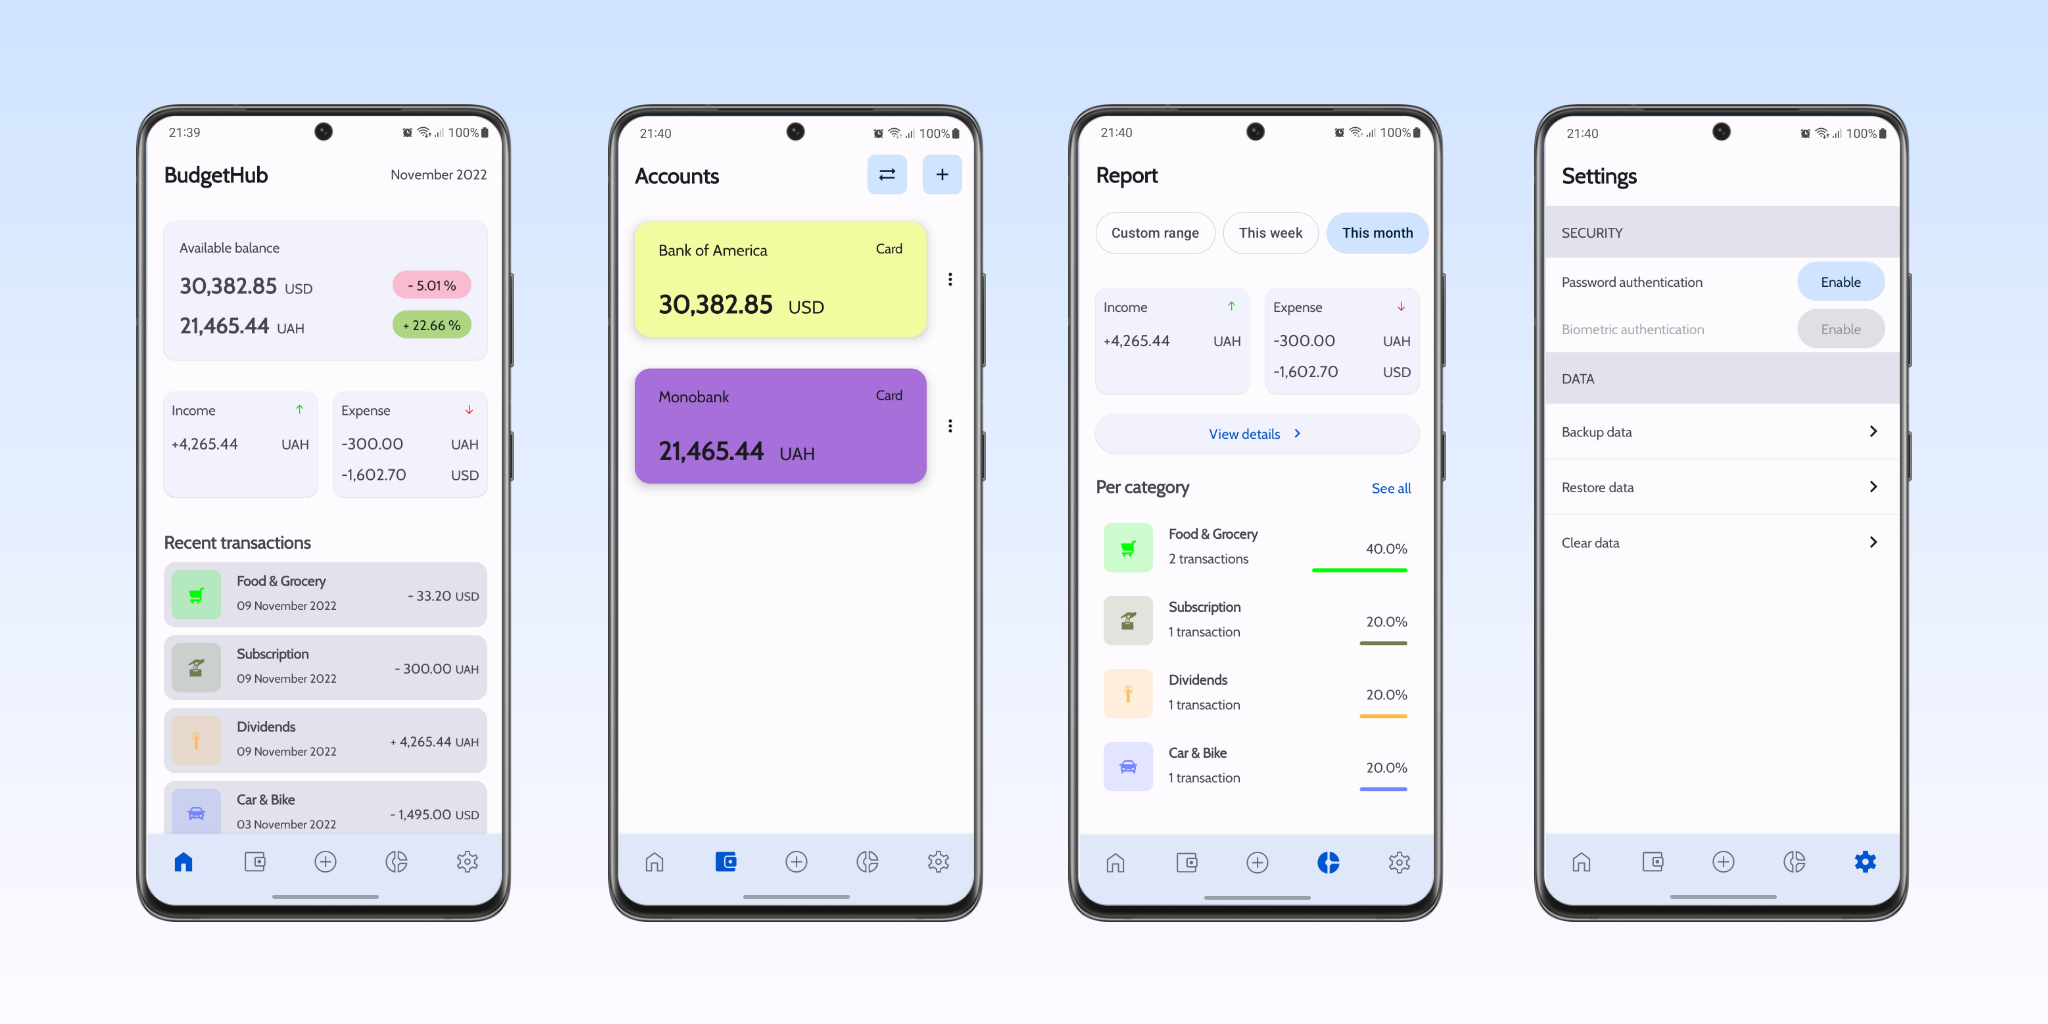 21:39
100%
BudgetHub
November 2022
Available balance
30,382.85 USD
- 5.01 %
21,465.44 UAH
+ 22.66 %
Income
+4,265.44 UAH
Expense
-300.00 UAH
-1,602.70 USD
Recent transactions
Food & Grocery
09 November 2022
- 33.20 USD
Subscription
09 November 2022
- 300.00 UAH
Dividends
09 November 2022
+ 4,265.44 UAH
Car & Bike
03 November 2022
- 1,495.00 USD
21:40
100%
Accounts
Bank of America
Card
30,382.85 USD
Monobank
Card
21,465.44 UAH
21:40
100%
Report
Custom range
This week
This month
Income
+4,265.44 UAH
Expense
-300.00 UAH
-1,602.70 USD
View details
Per category
See all
Food & Grocery
2 transactions
40.0%
Subscription
1 transaction
20.0%
Dividends
1 transaction
20.0%
Car & Bike
1 transaction
20.0%
21:40
100%
Settings
SECURITY
Password authentication
Enable
Biometric authentication
Enable
DATA
Backup data
Restore data
Clear data